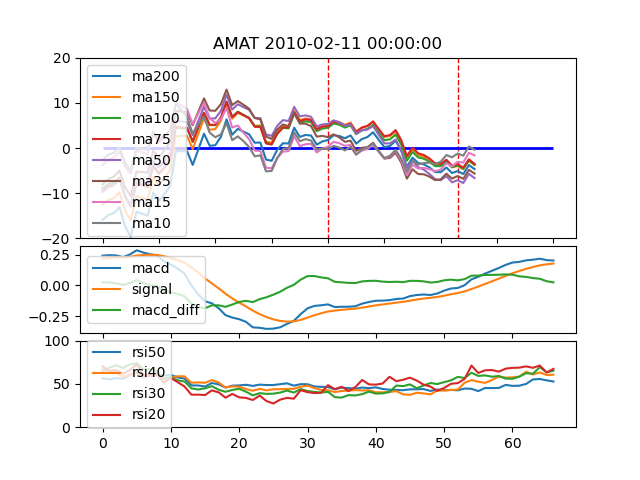 AMAT 2010-02-11 00:00:00
20
10
0
−10
−20
ma200
ma150
ma100
ma75
ma50
ma35
ma15
ma10
0.25
0.00
−0.25
macd
signal
macd_diff
100
50
0
rsi50
rsi40
rsi30
rsi20
0 10 20 30 40 50 60